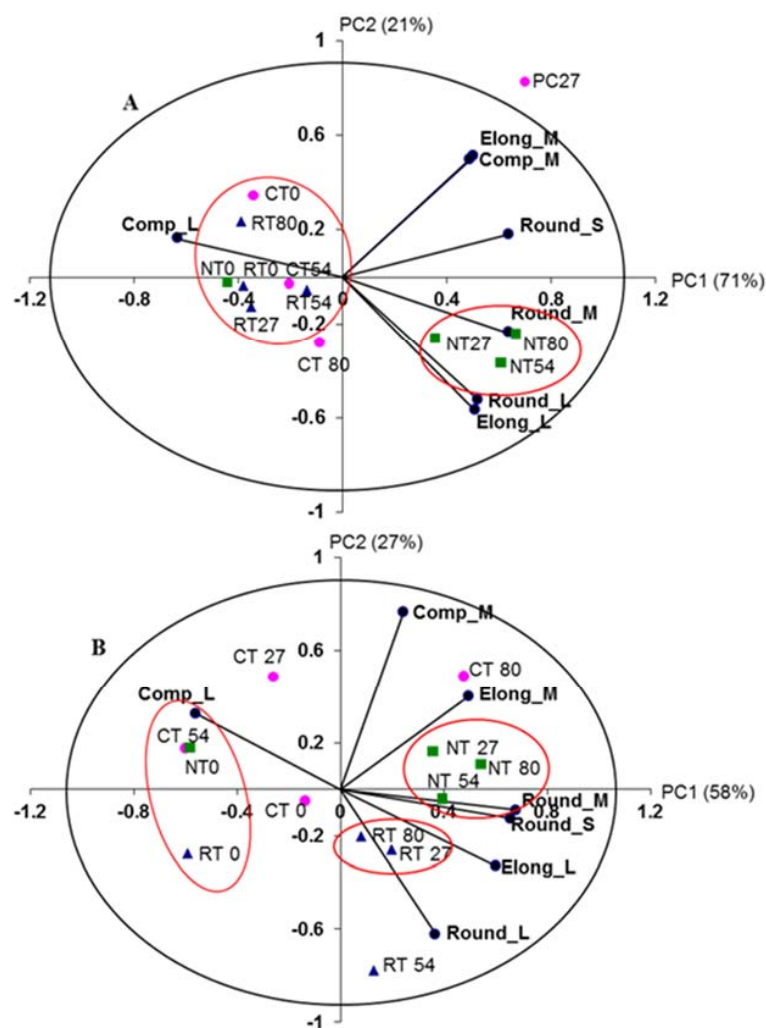 PC2 (21%)
1
A
PC27
Elong_M
Comp_M
0.6
CT0
RT80
0.2
Comp_L
Round_S
NT0 RT0 CT54
PC1 (71%)
-1.2
-0.8
-0.4
0
0.4
0.8
1.2
RT54
RT27
-0.2
Round_M
NT27
NT80
CT 80
NT54
Round_L
Elong_L
-0.6
-1
PC2 (27%)
1
Comp_M
B
0.6
CT 27
CT 80
Comp_L
Elong_M
CT 54
0.2
NT 27
NT0
NT 80
NT 54
CT 0
Round_M
PC1 (58%)
-1.2
-0.8
-0.4
0
0.4
0.8
1.2
Round_S
-0.2
RT 80
RT 0
RT 27
Elong_L
-0.6
Round_L
RT 54
-1